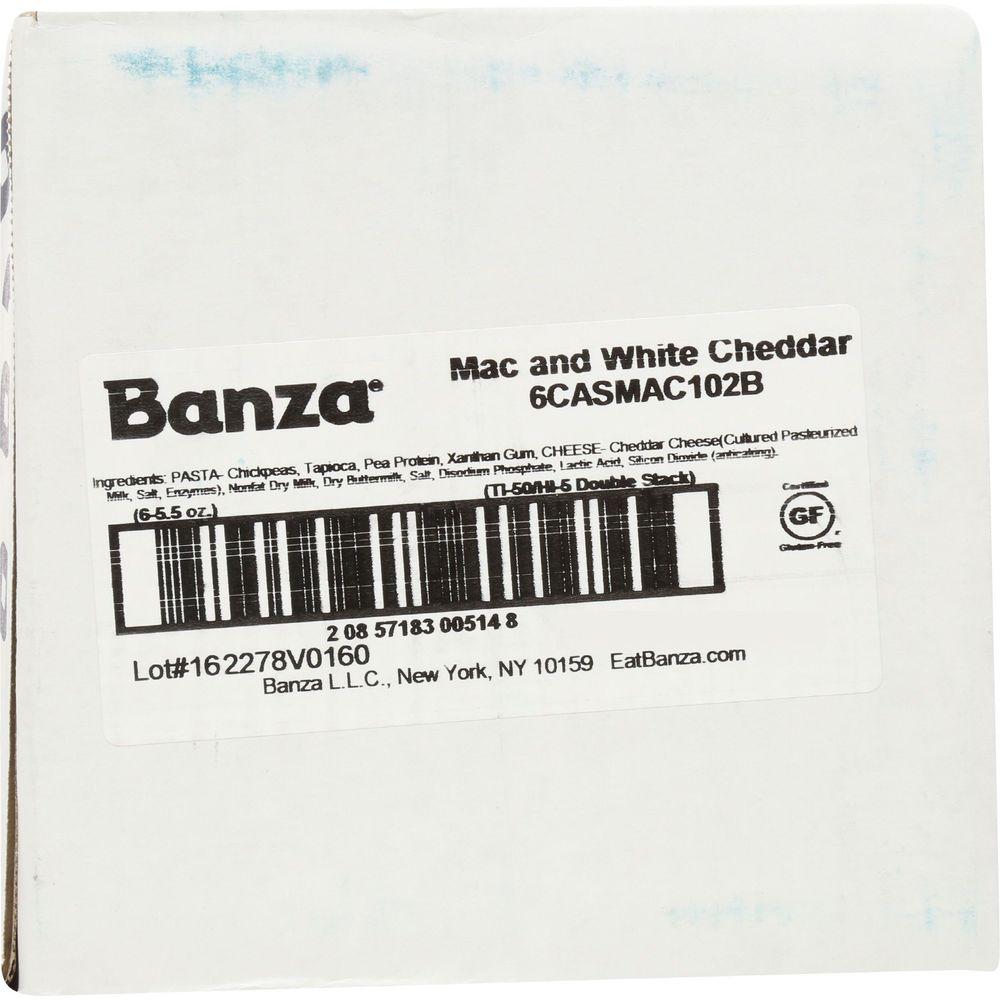 Banza®
Mac and White Cheddar
6CASMAC102B
Ingredients: PASTA- Chickpeas, Tapioca, Pea Protein, Xanthan Gum, CHEESE- Cheddar Cheese(Cultured Pasteurized
Milk, Salt, Enzymes), Nonfat Dry Milk, Dry Buttermilk, Salt, Disodium Phosphate, Lactic Acid, Silicon Dioxide (anticaking).
(6-5.5 oz.)
(TI-50/HI-5 Double Stack)
Certified
GF
Gluten-Free
2 08 57183 00514 8
Lot#16 2278V0160
Banza L.L.C., New York, NY 10159 EatBanza.com